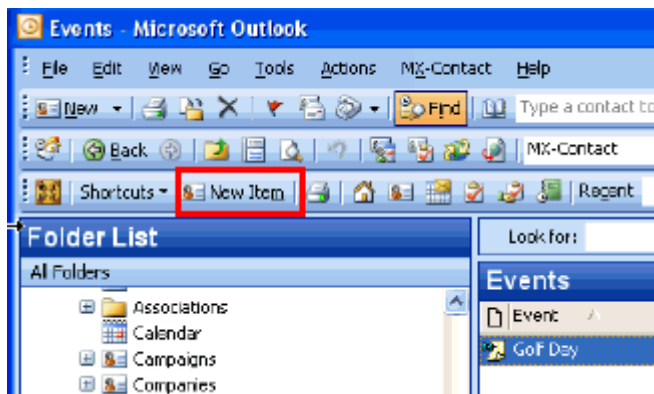 Events - Microsoft Outlook
File Edit View Go Tools Actions MX-Contact Help
New Find Type a contact to
Back MX-Contact
Shortcuts New Item Recent
Folder List Look for:
All Folders Events
Associations Event
Calendar Golf Day
Campaigns
Companies